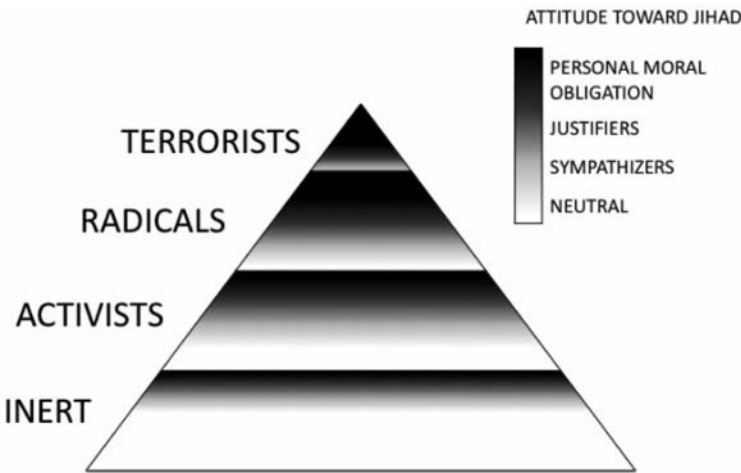 ATTITUDE TOWARD JIHAD
PERSONAL MORAL
OBLIGATION
JUSTIFIERS
SYMPATHIZERS
NEUTRAL
TERRORISTS
RADICALS
ACTIVISTS
INERT